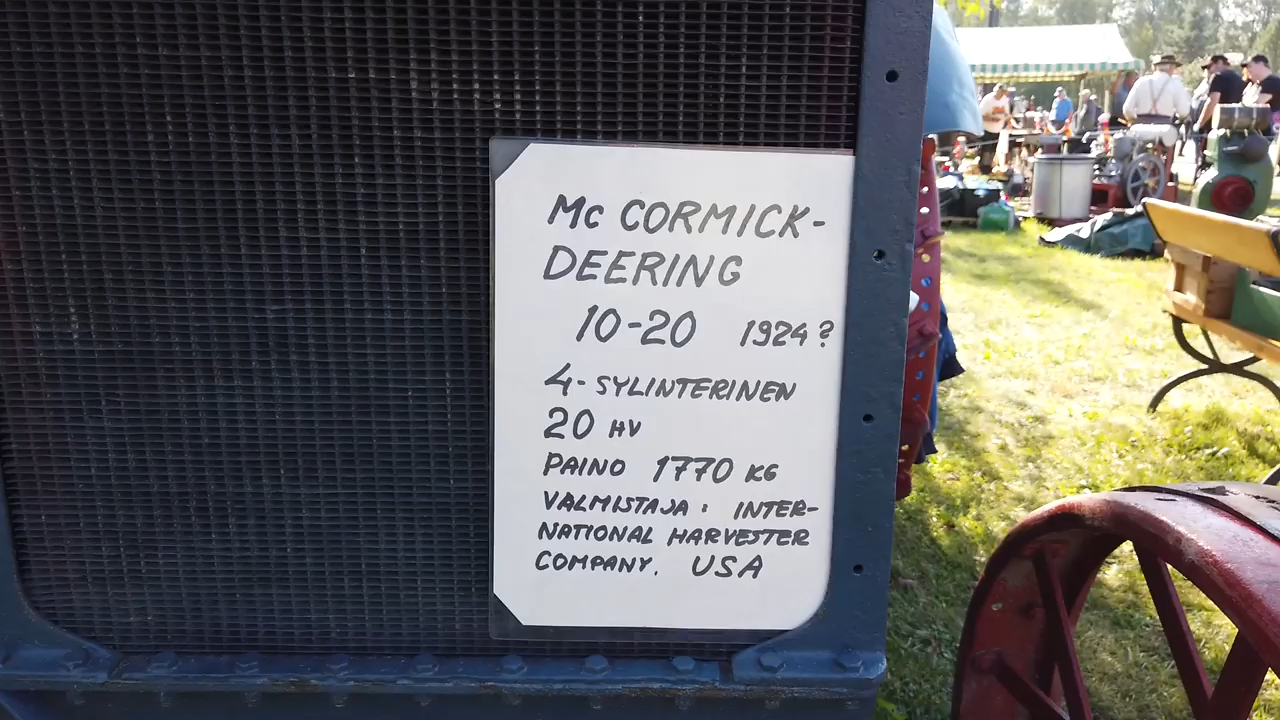 Mc CORMICK-
DEERING
10-20 1924?
4-SYLINTERINEN
20 HV
PAINO 1770 KG
VALMISTAJA: INTER-
NATIONAL HARVESTER
COMPANY. USA